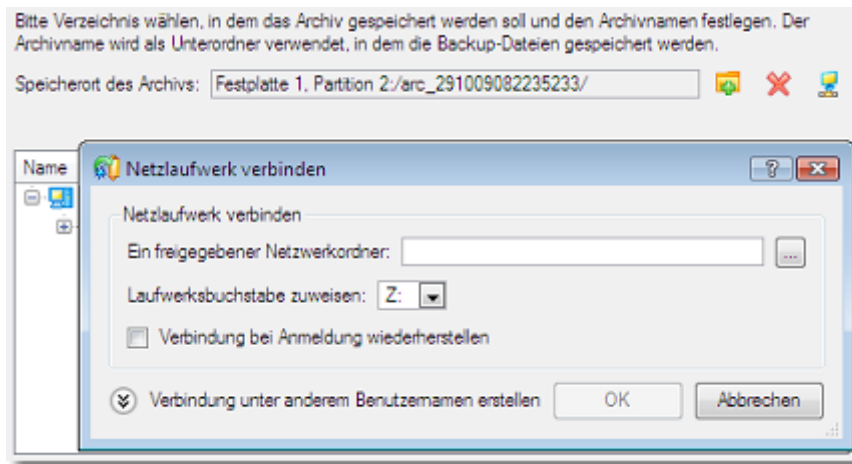 Bitte Verzeichnis wählen, in dem das Archiv gespeichert werden soll und den Archivnamen festlegen. Der
Archivname wird als Unterordner verwendet, in dem die Backup-Dateien gespeichert werden.
Speicherort des Archivs: Festplatte 1, Partition 2:/arc_291009082235233/
Name
Netzlaufwerk verbinden
Netzlaufwerk verbinden
Ein freigegebener Netzwerkordner: ...
Laufwerksbuchstabe zuweisen: Z:
Verbindung bei Anmeldung wiederherstellen
Verbindung unter anderem Benutzernamen erstellen OK Abbrechen